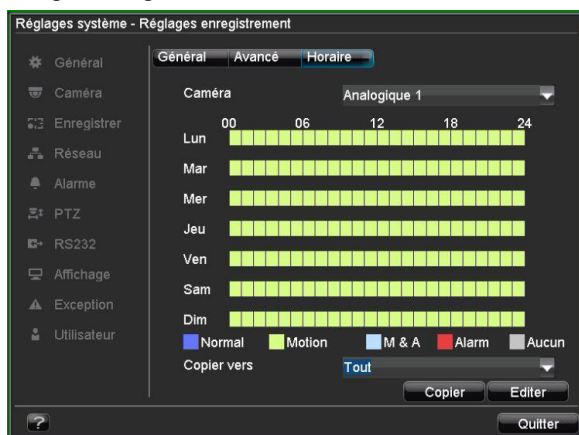 Réglages système - Réglages enregistrement
Général
Caméra
Enregistrer
Réseau
Alarme
PTZ
RS232
Affichage
Exception
Utilisateur
Général Avancé Horaire
Caméra Analogique 1
00 06 12 18 24
Lun
Mar
Mer
Jeu
Ven
Sam
Dim
Normal Motion M & A Alarm Aucun
Copier vers Tout
Copier Editer
? Quitter